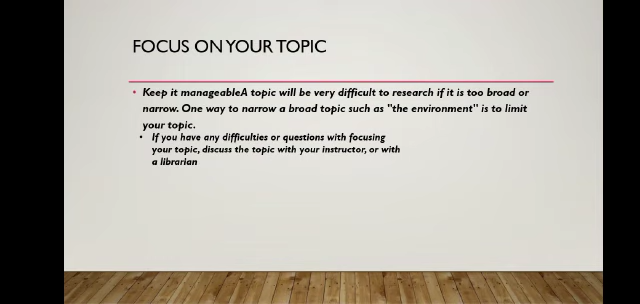 FOCUS ON YOUR TOPIC
• Keep it manageableA topic will be very difficult to research if it is too broad or
narrow. One way to narrow a broad topic such as "the environment" is to limit
your topic.
• If you have any difficulties or questions with focusing
your topic, discuss the topic with your instructor, or with
a librarian